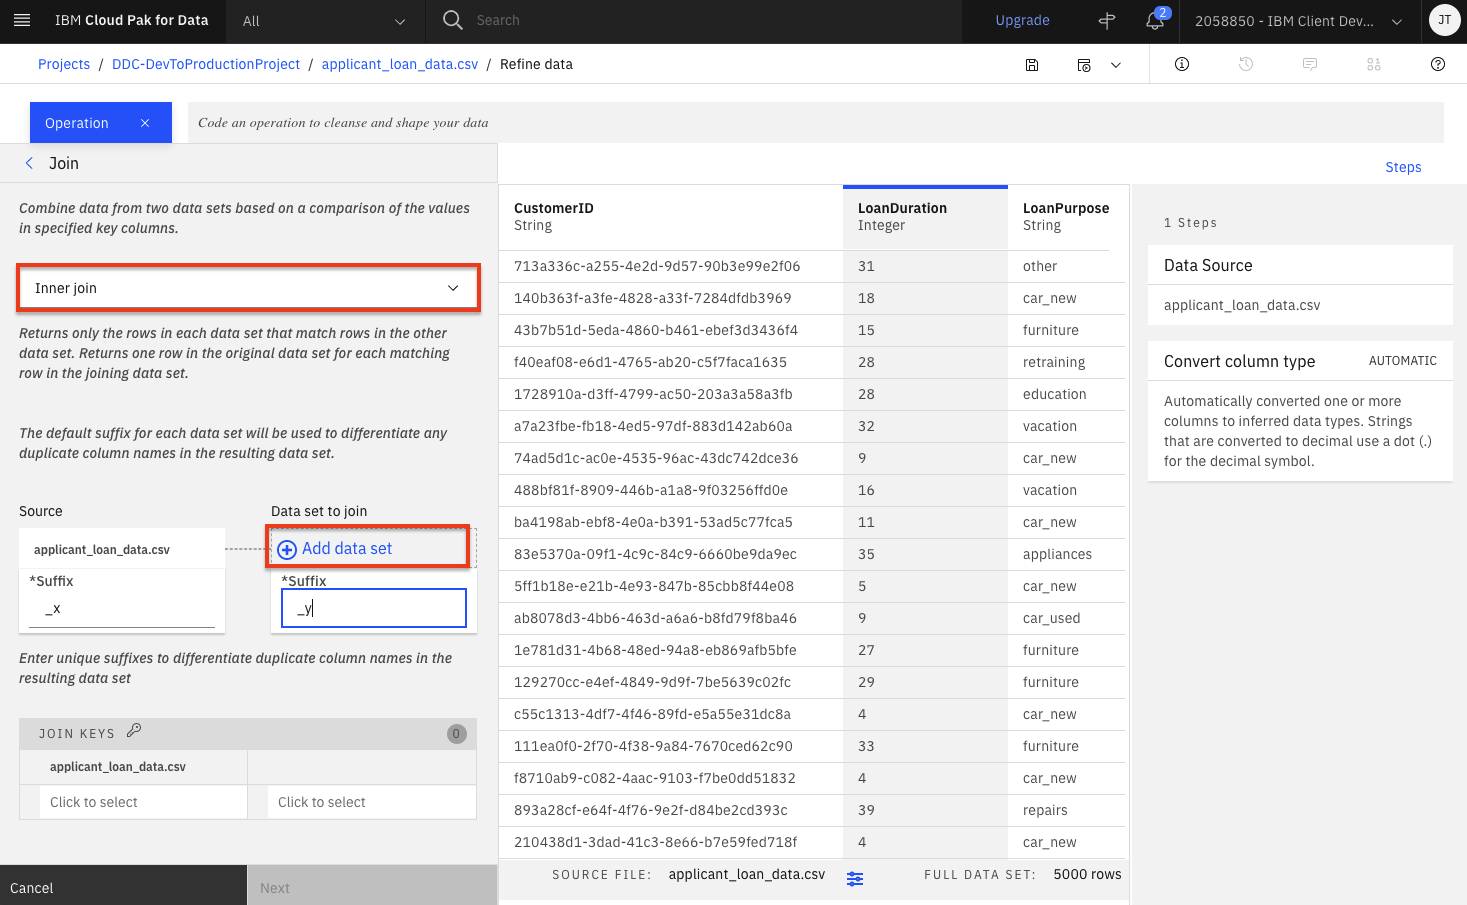 IBM Cloud Pak for Data
All
Search
Upgrade
2
2058850 - IBM Client Dev...
JT
Projects / DDC-DevToProductionProject / applicant_loan_data.csv / Refine data
Operation ×
Code an operation to cleanse and shape your data
Join
Combine data from two data sets based on a comparison of the values
in specified key columns.
Inner join
Returns only the rows in each data set that match rows in the other
data set. Returns one row in the original data set for each matching
row in the joining data set.
The default suffix for each data set will be used to differentiate any
duplicate column names in the resulting data set.
Source
Data set to join
applicant_loan_data.csv
Add data set
*Suffix
*Suffix
_x
_y
Enter unique suffixes to differentiate duplicate column names in the
resulting data set
JOIN KEYS
0
applicant_loan_data.csv
Click to select
Click to select
Cancel
Next
CustomerID LoanDuration LoanPurpose
String Integer String
713a336c-a255-4e2d-9d57-90b3e99e2f06 31 other
140b363f-a3fe-4828-a33f-7284dfdb3969 18 car_new
43b7b51d-5eda-4860-b461-ebef3d3436f4 15 furniture
f40eaf08-e6d1-4765-ab20-c5f7faca1635 28 retraining
1728910a-d3ff-4799-ac50-203a3a58a3fb 28 education
a7a23fbe-fb18-4ed5-97df-883d142ab60a 32 vacation
74ad5d1c-ac0e-4535-96ac-43dc742dce36 9 car_new
488bf81f-8909-446b-a1a8-9f03256ffd0e 16 vacation
ba4198ab-ebf8-4e0a-b391-53ad5c77fca5 11 car_new
83e5370a-09f1-4c9c-84c9-6660be9da9ec 35 appliances
5ff1b18e-e21b-4e93-847b-85cbb8f44e08 5 car_new
ab8078d3-4bb6-463d-a6a6-b8fd79f8ba46 9 car_used
1e781d31-4b68-48ed-94a8-eb869afb5bfe 27 furniture
129270cc-e4ef-4849-9d9f-7be5639c02fc 29 furniture
c55c1313-4df7-4f46-89fd-e5a55e31dc8a 4 car_new
111ea0f0-2f70-4f38-9a84-7670ced62c90 33 furniture
f8710ab9-c082-4aac-9103-f7be0dd51832 4 car_new
893a28cf-e64f-4f76-9e2f-d84be2cd393c 39 repairs
210438d1-3dad-41c3-8e66-b7e59fed718f 4 car_new
SOURCE FILE: applicant_loan_data.csv
FULL DATA SET: 5000 rows
Steps
1 Steps
Data Source
applicant_loan_data.csv
Convert column type AUTOMATIC
Automatically converted one or more
columns to inferred data types. Strings
that are converted to decimal use a dot (.)
for the decimal symbol.